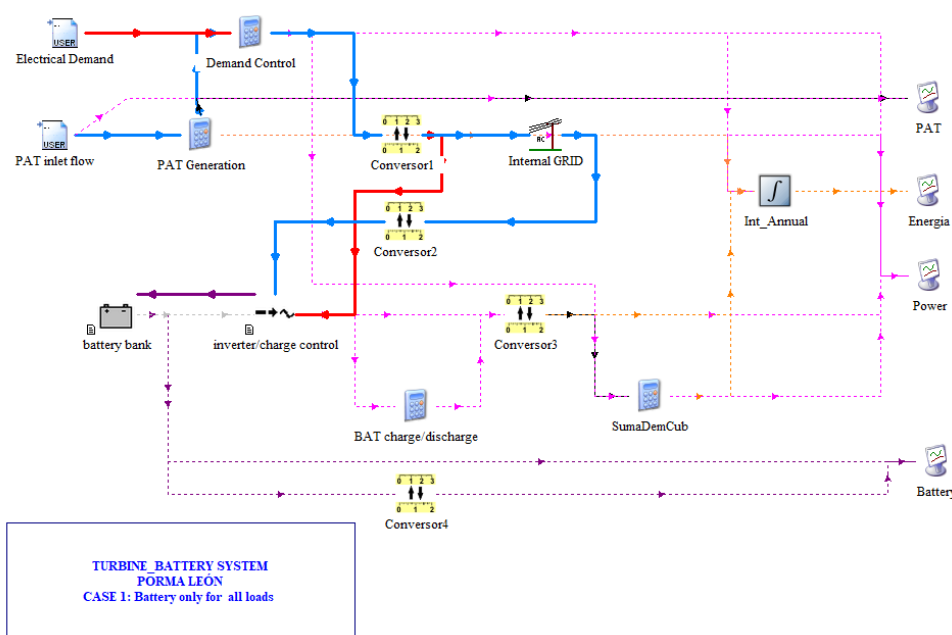 USER
Electrical Demand
Demand Control
USER
PAT inlet flow
PAT Generation
0 1 2 3
0 1 2
Conversor1
AC
Internal GRID
PAT
0 1 2 3
0 1 2
Conversor2
∫
Int_Annual
Energia
Power
battery bank
inverter/charge control
0 1 2 3
0 1 2
Conversor3
BAT charge/discharge
SumaDemCub
Battery
0 1 2 3
0 1 2
Conversor4
TURBINE_BATTERY SYSTEM
PORMA LEÓN
CASE 1: Battery only for all loads